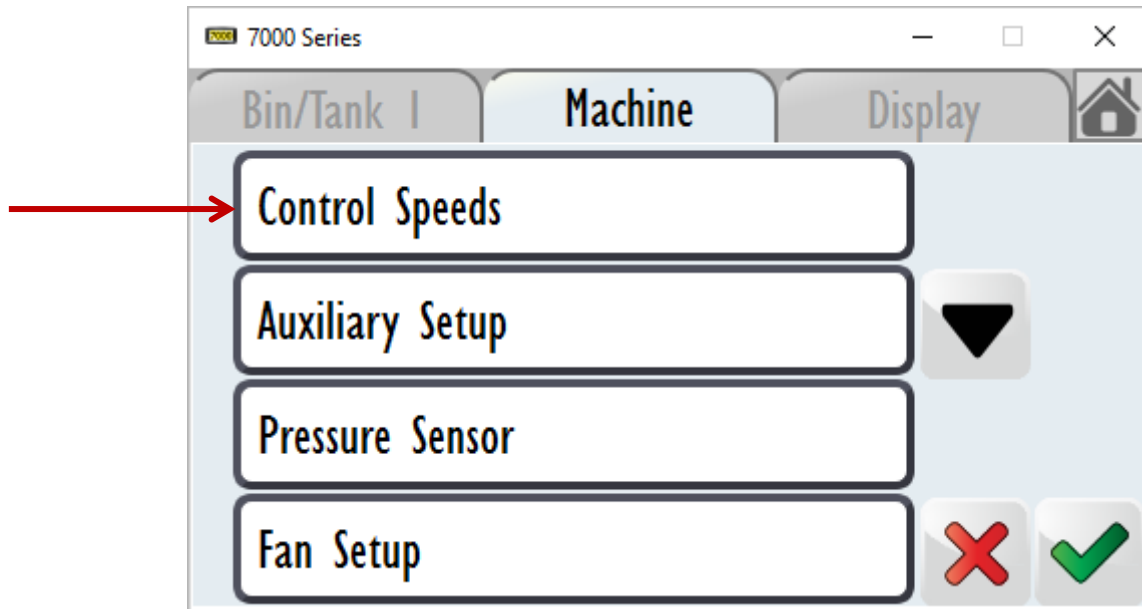 7000 Series
Bin/Tank 1 Machine Display
Control Speeds
Auxiliary Setup
Pressure Sensor
Fan Setup